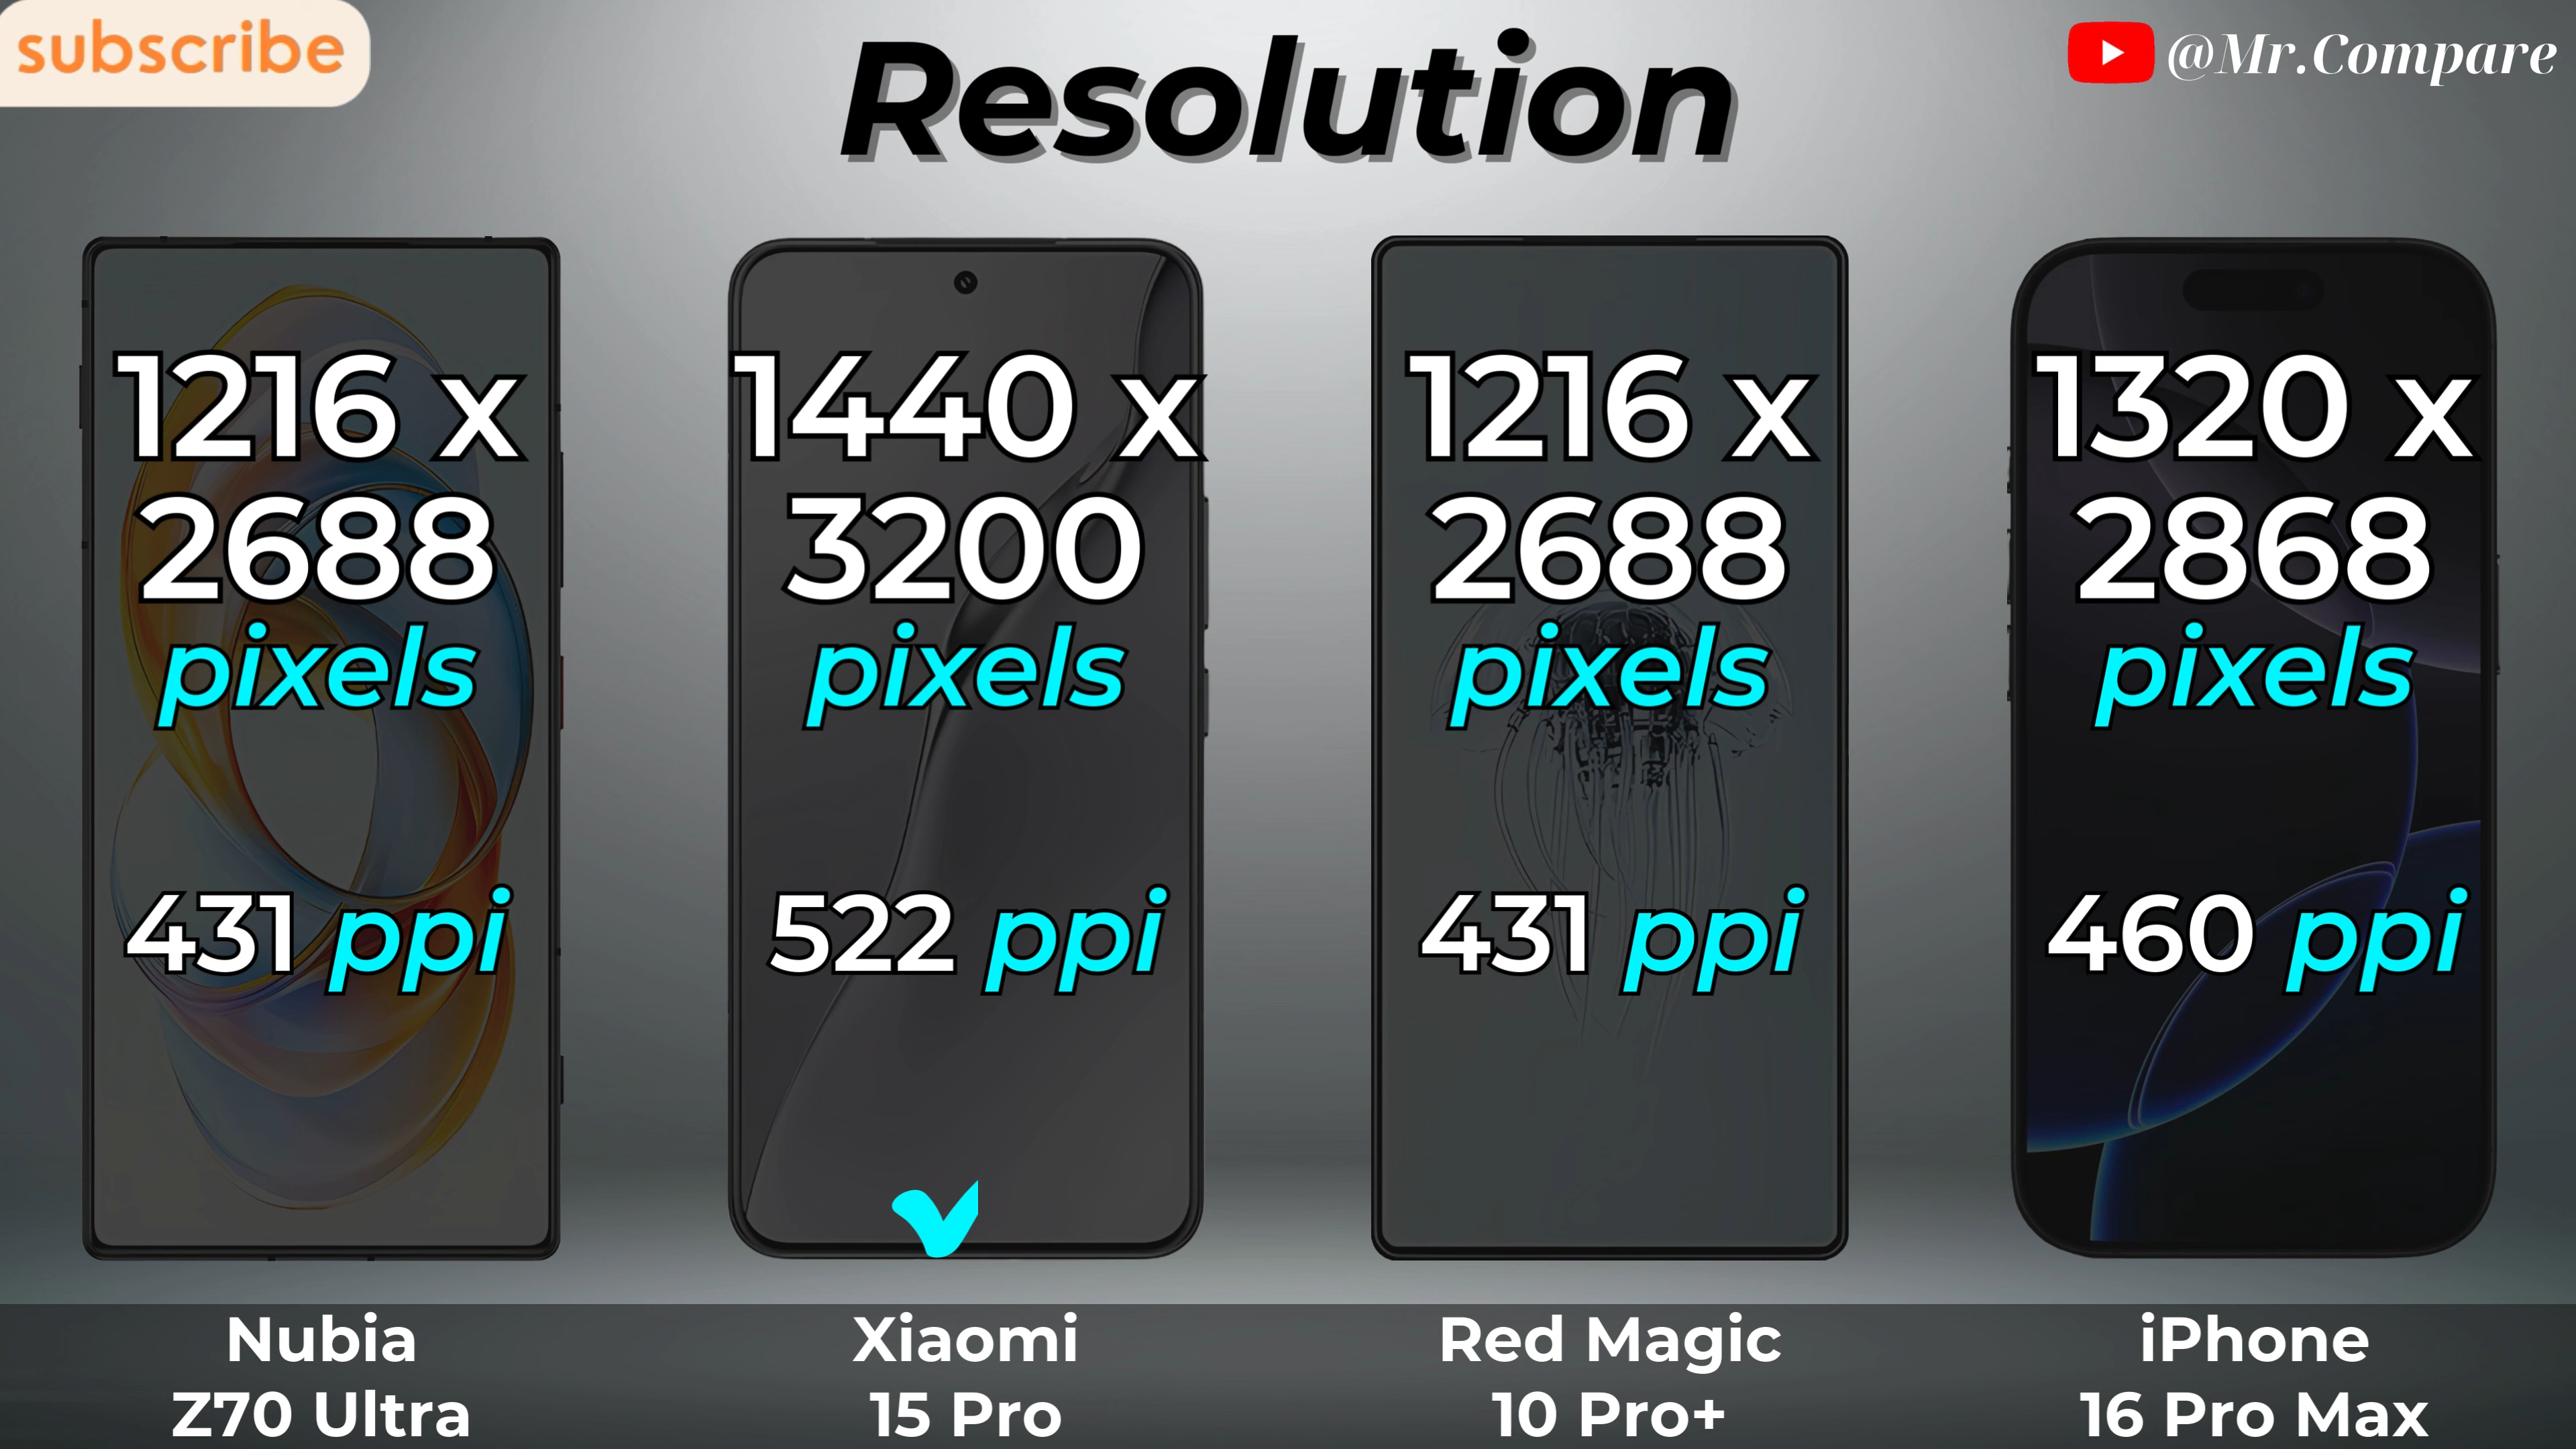 subscribe
Resolution
@Mr.Compare
1216 x
2688
pixels
431 ppi
1440 x
3200
pixels
522 ppi
1216 x
2688
pixels
431 ppi
1320 x
2868
pixels
460 ppi
Nubia
Z70 Ultra
Xiaomi
15 Pro
Red Magic
10 Pro+
iPhone
16 Pro Max